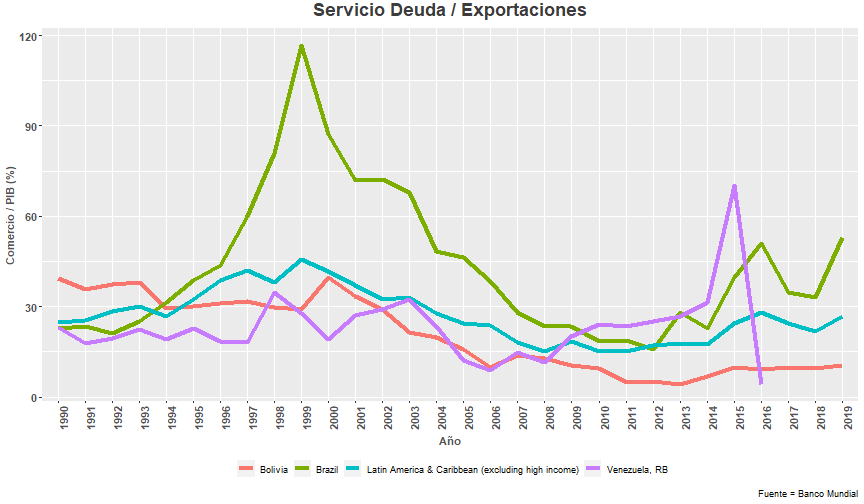 Servicio Deuda / Exportaciones
Comercio / PIB (%)
120
90
60
30
0
1990 1991 1992 1993 1994 1995 1996 1997 1998 1999 2000 2001 2002 2003 2004 2005 2006 2007 2008 2009 2010 2011 2012 2013 2014 2015 2016 2017 2018 2019
Año
Bolivia Brazil Latin America & Caribbean (excluding high income) Venezuela, RB
Fuente = Banco Mundial